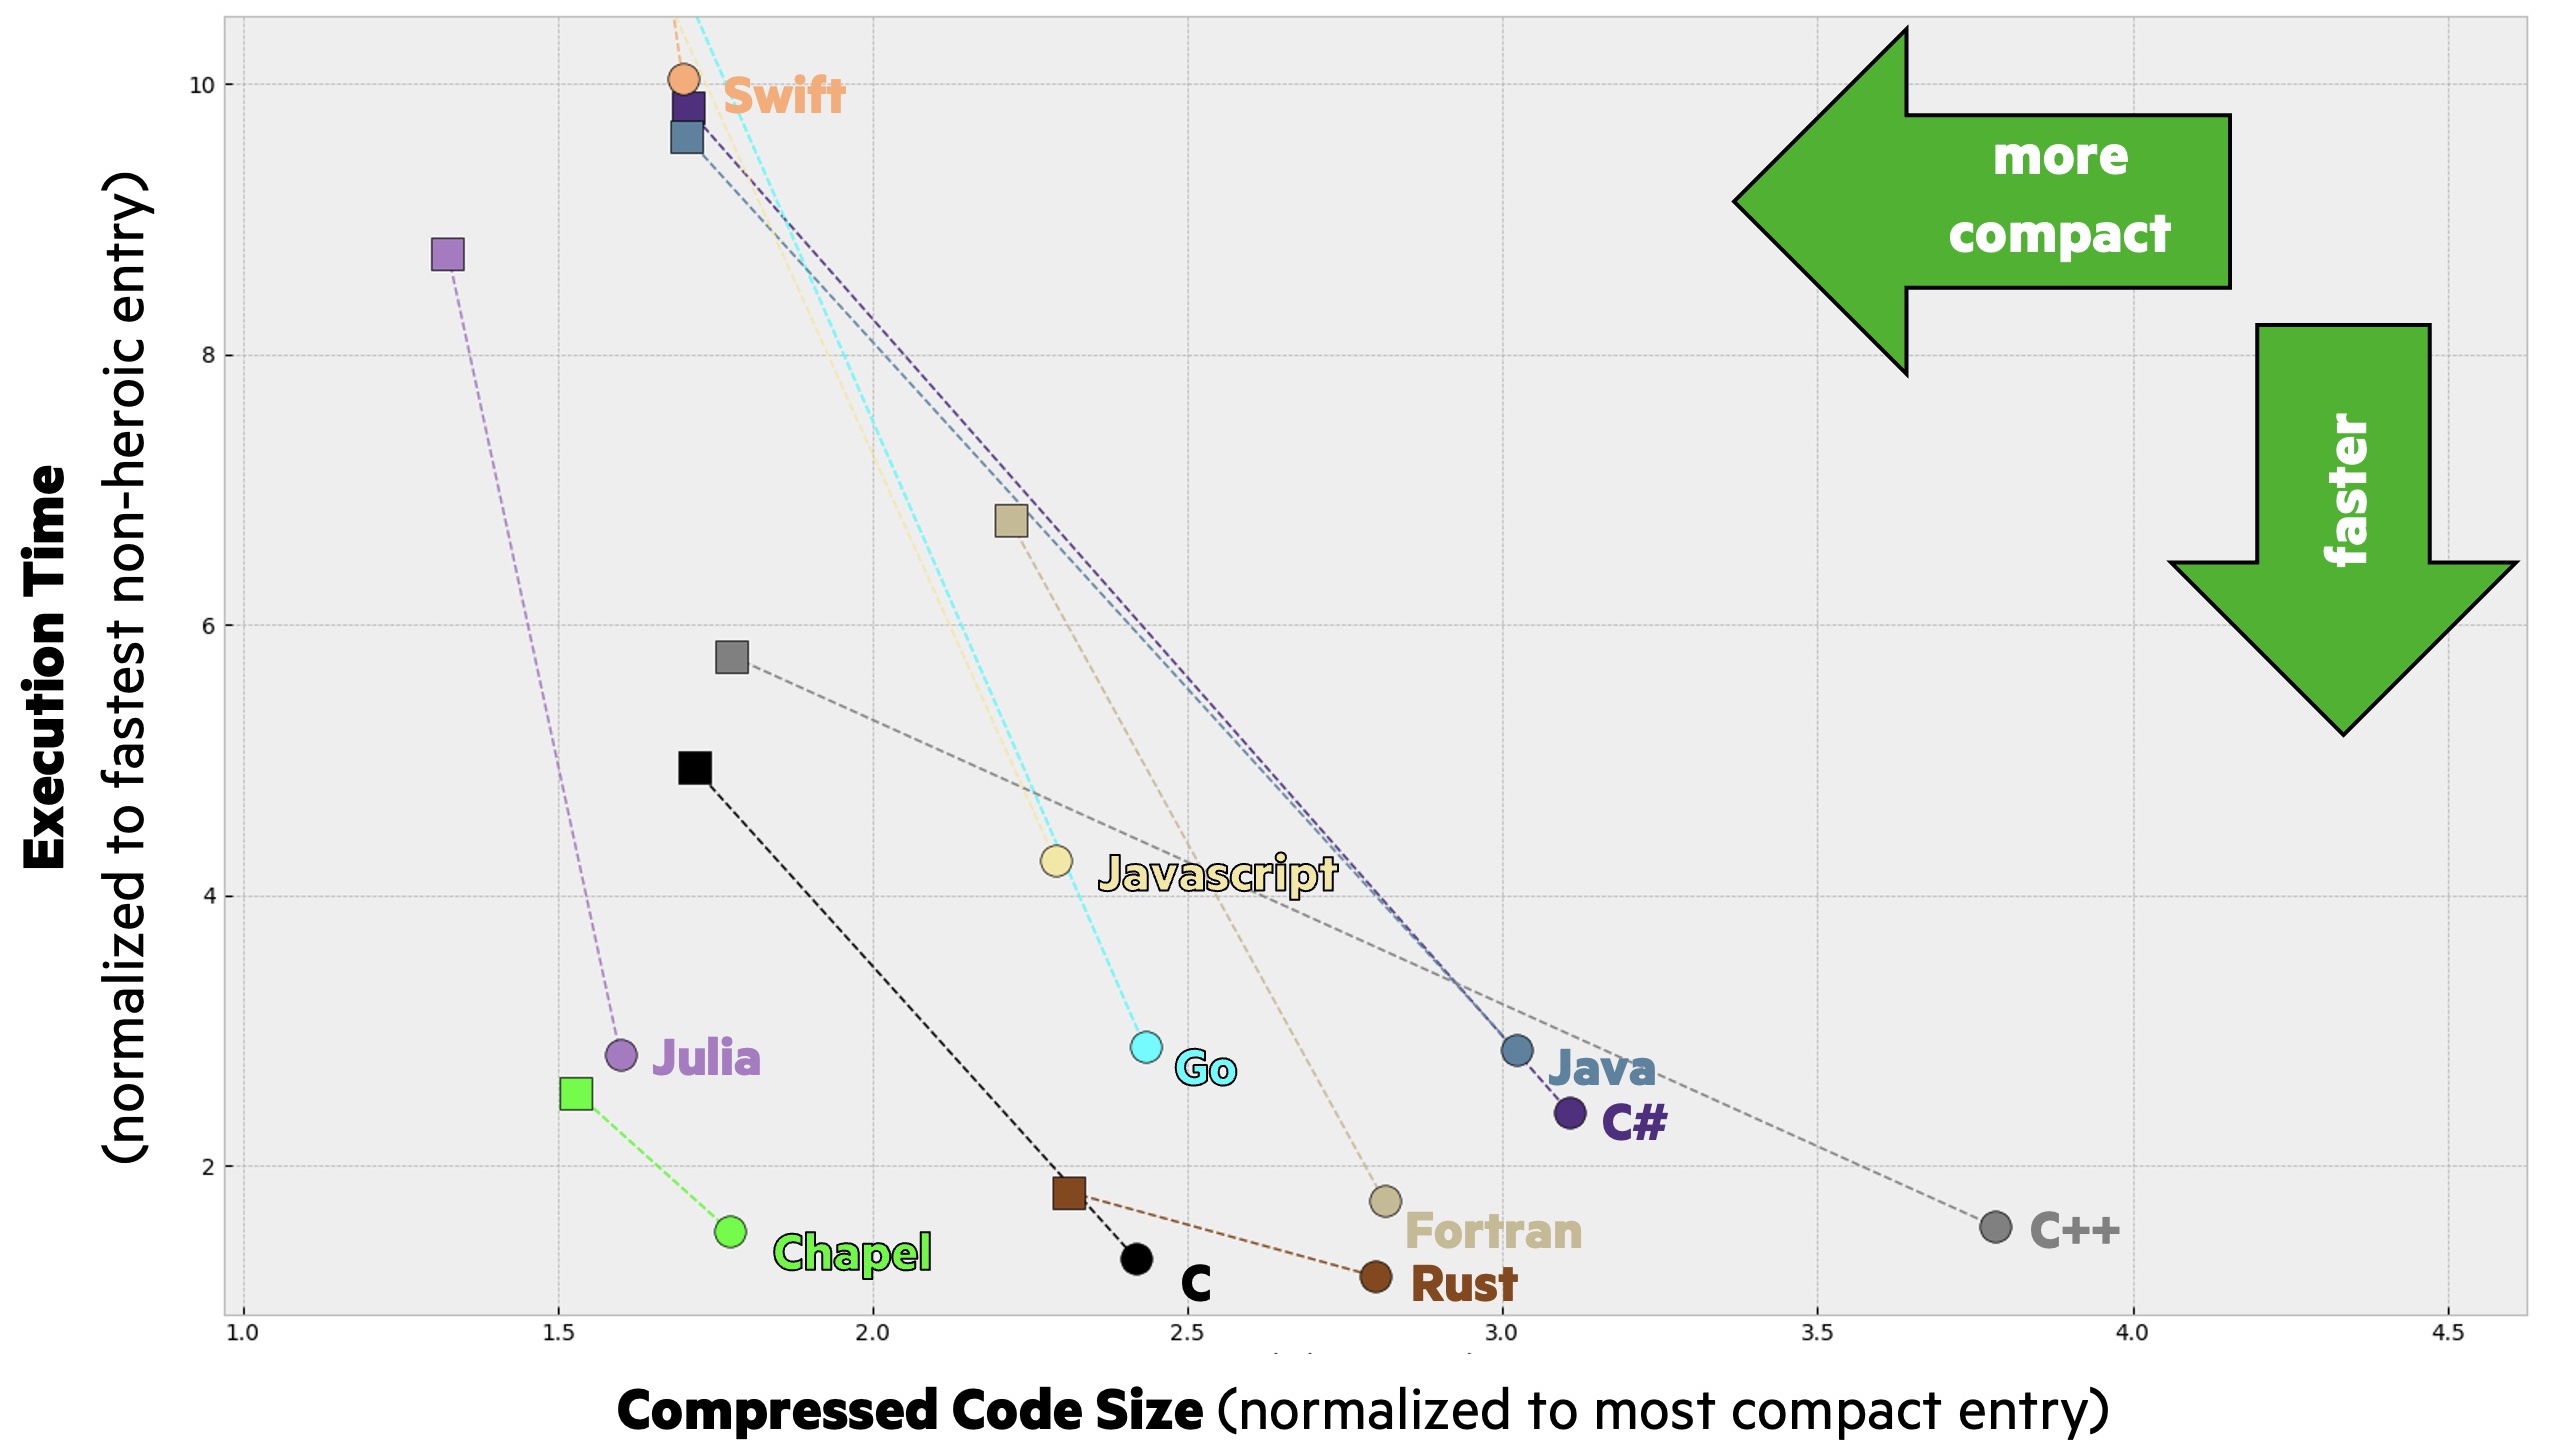 Execution Time
(normalized to fastest non-heroic entry)
10
8
6
4
2
Swift
more
compact
faster
Javascript
Julia
Go
Java
C#
Chapel
C
Fortran
Rust
C++
1.0 1.5 2.0 2.5 3.0 3.5 4.0 4.5
Compressed Code Size (normalized to most compact entry)